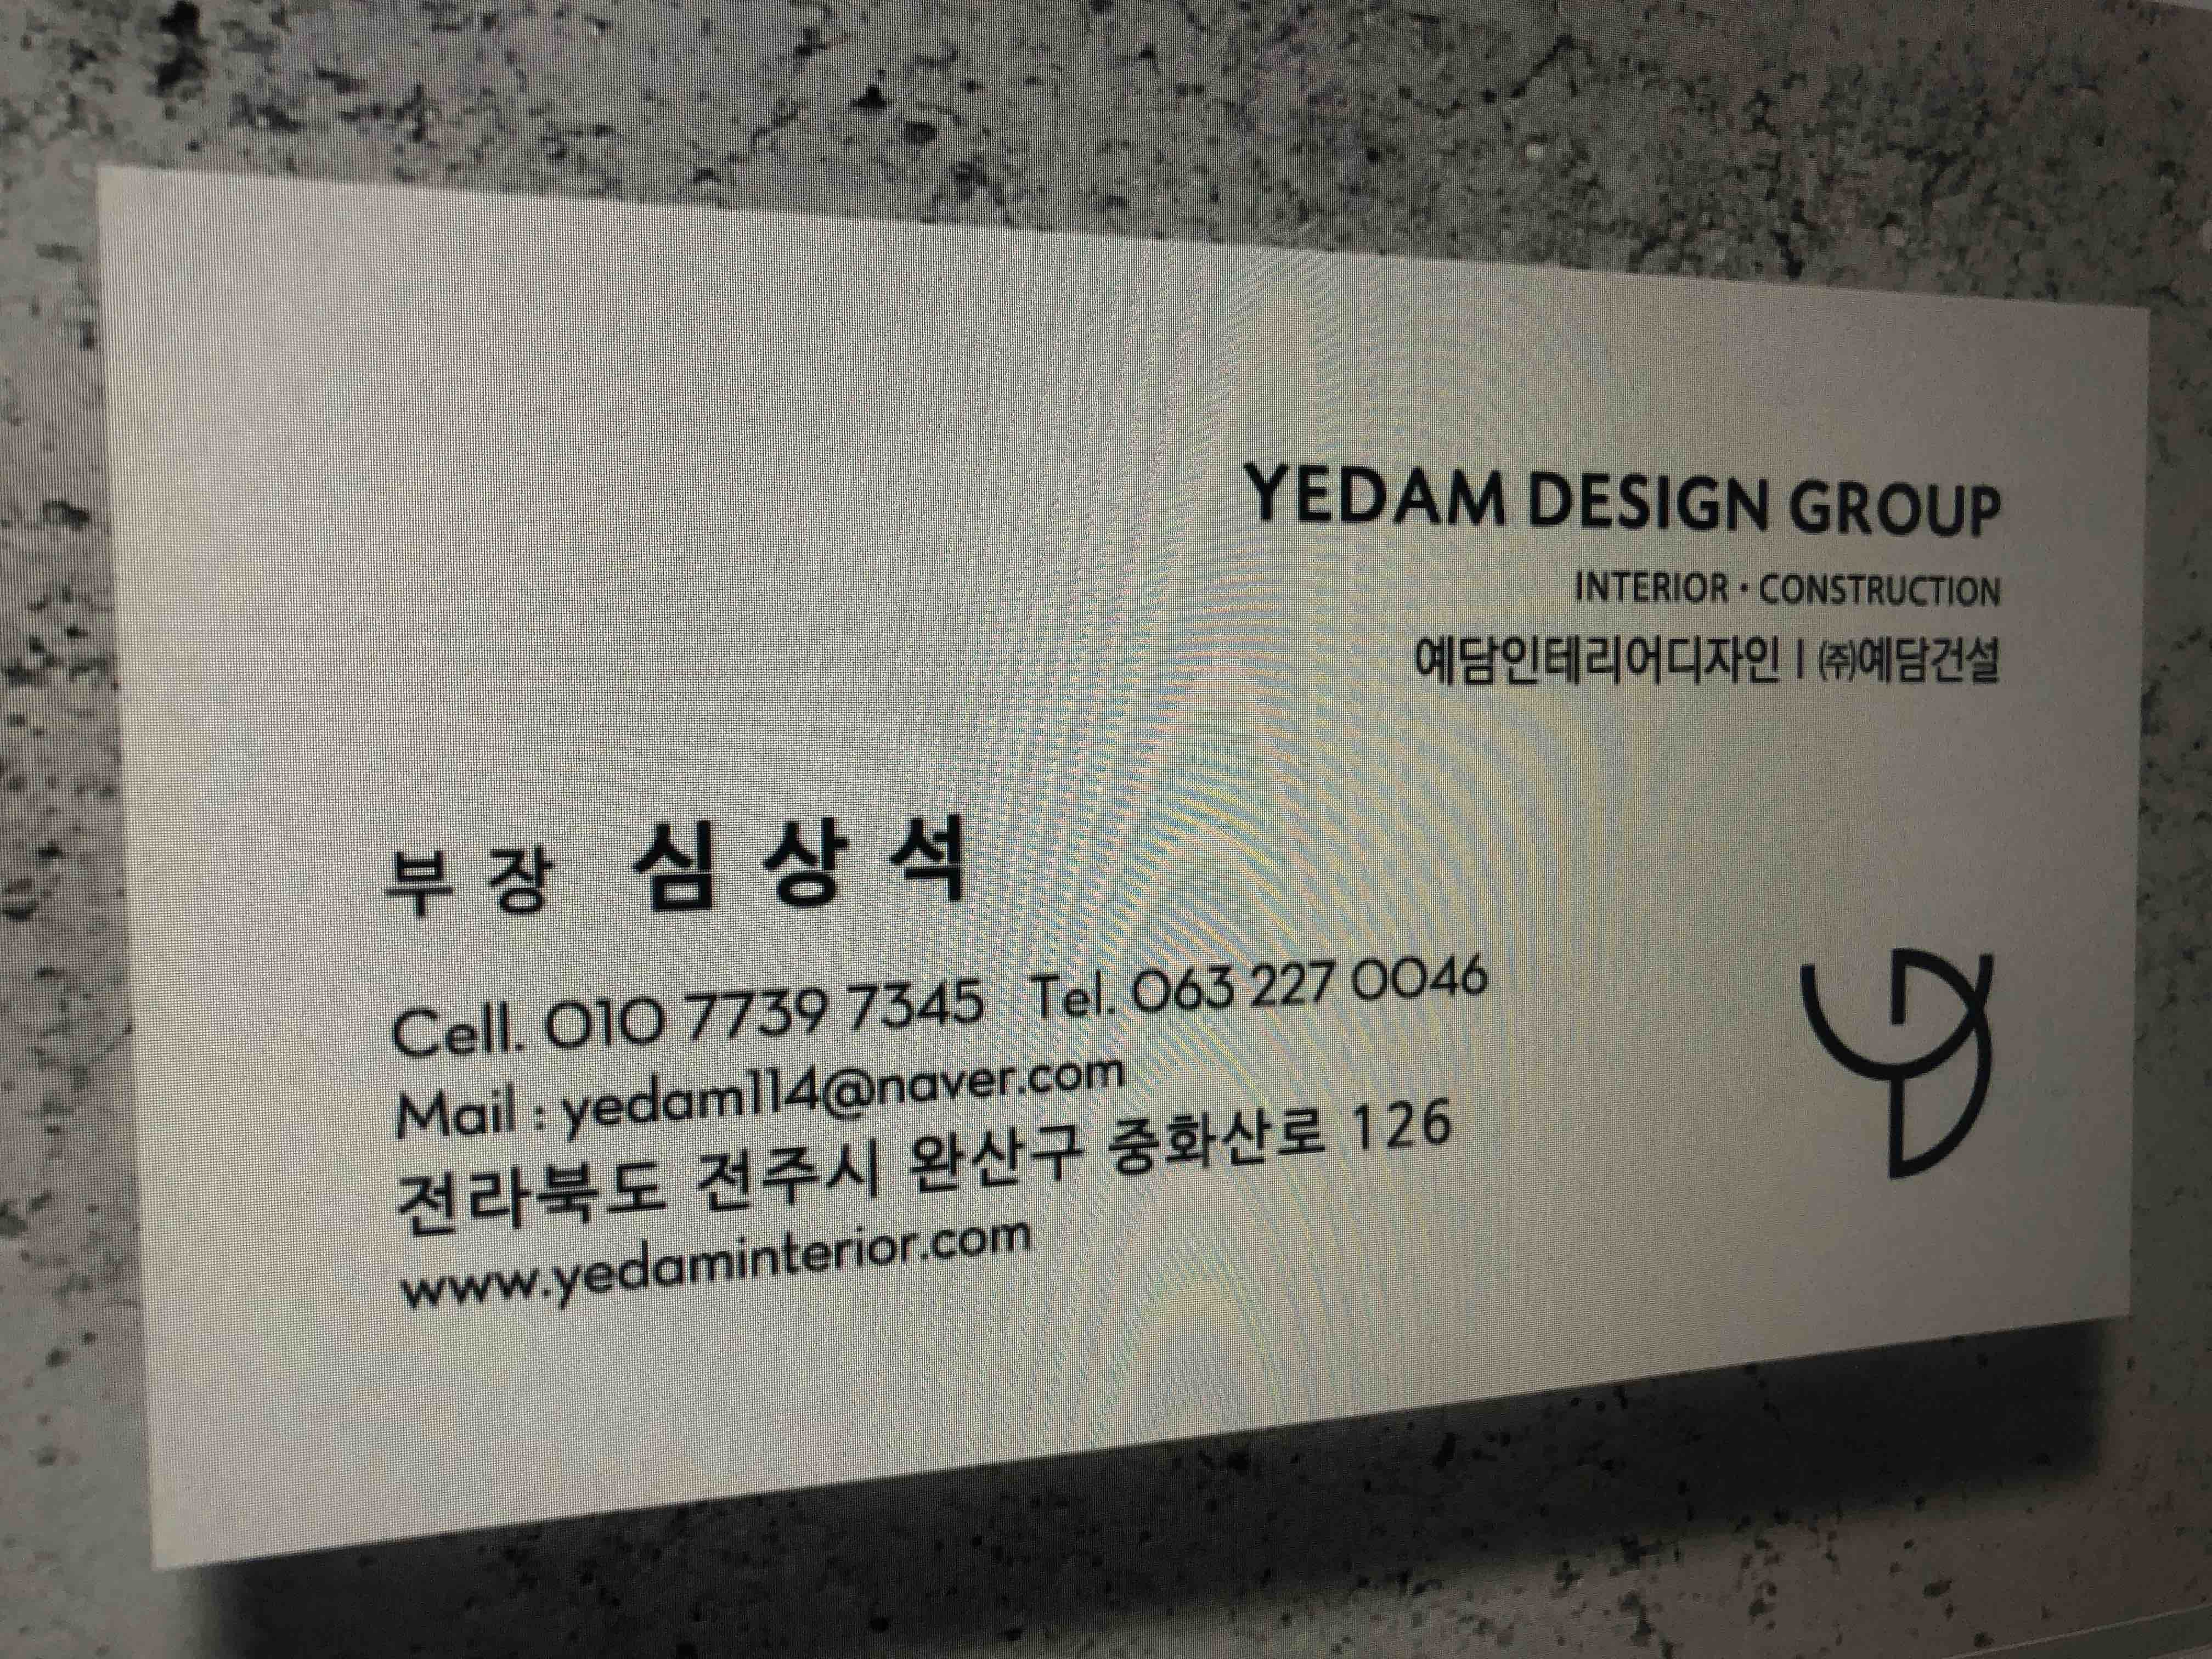 YEDAM DESIGN GROUP
INTERIOR · CONSTRUCTION
예담인테리어디자인 | ㈜예담건설
부 장 심 상 석
Cell. 010 7739 7345 Tel. 063 227 0046
Mail : yedam114@naver.com
전라북도 전주시 완산구 중화산로 126
www.yedaminterior.com